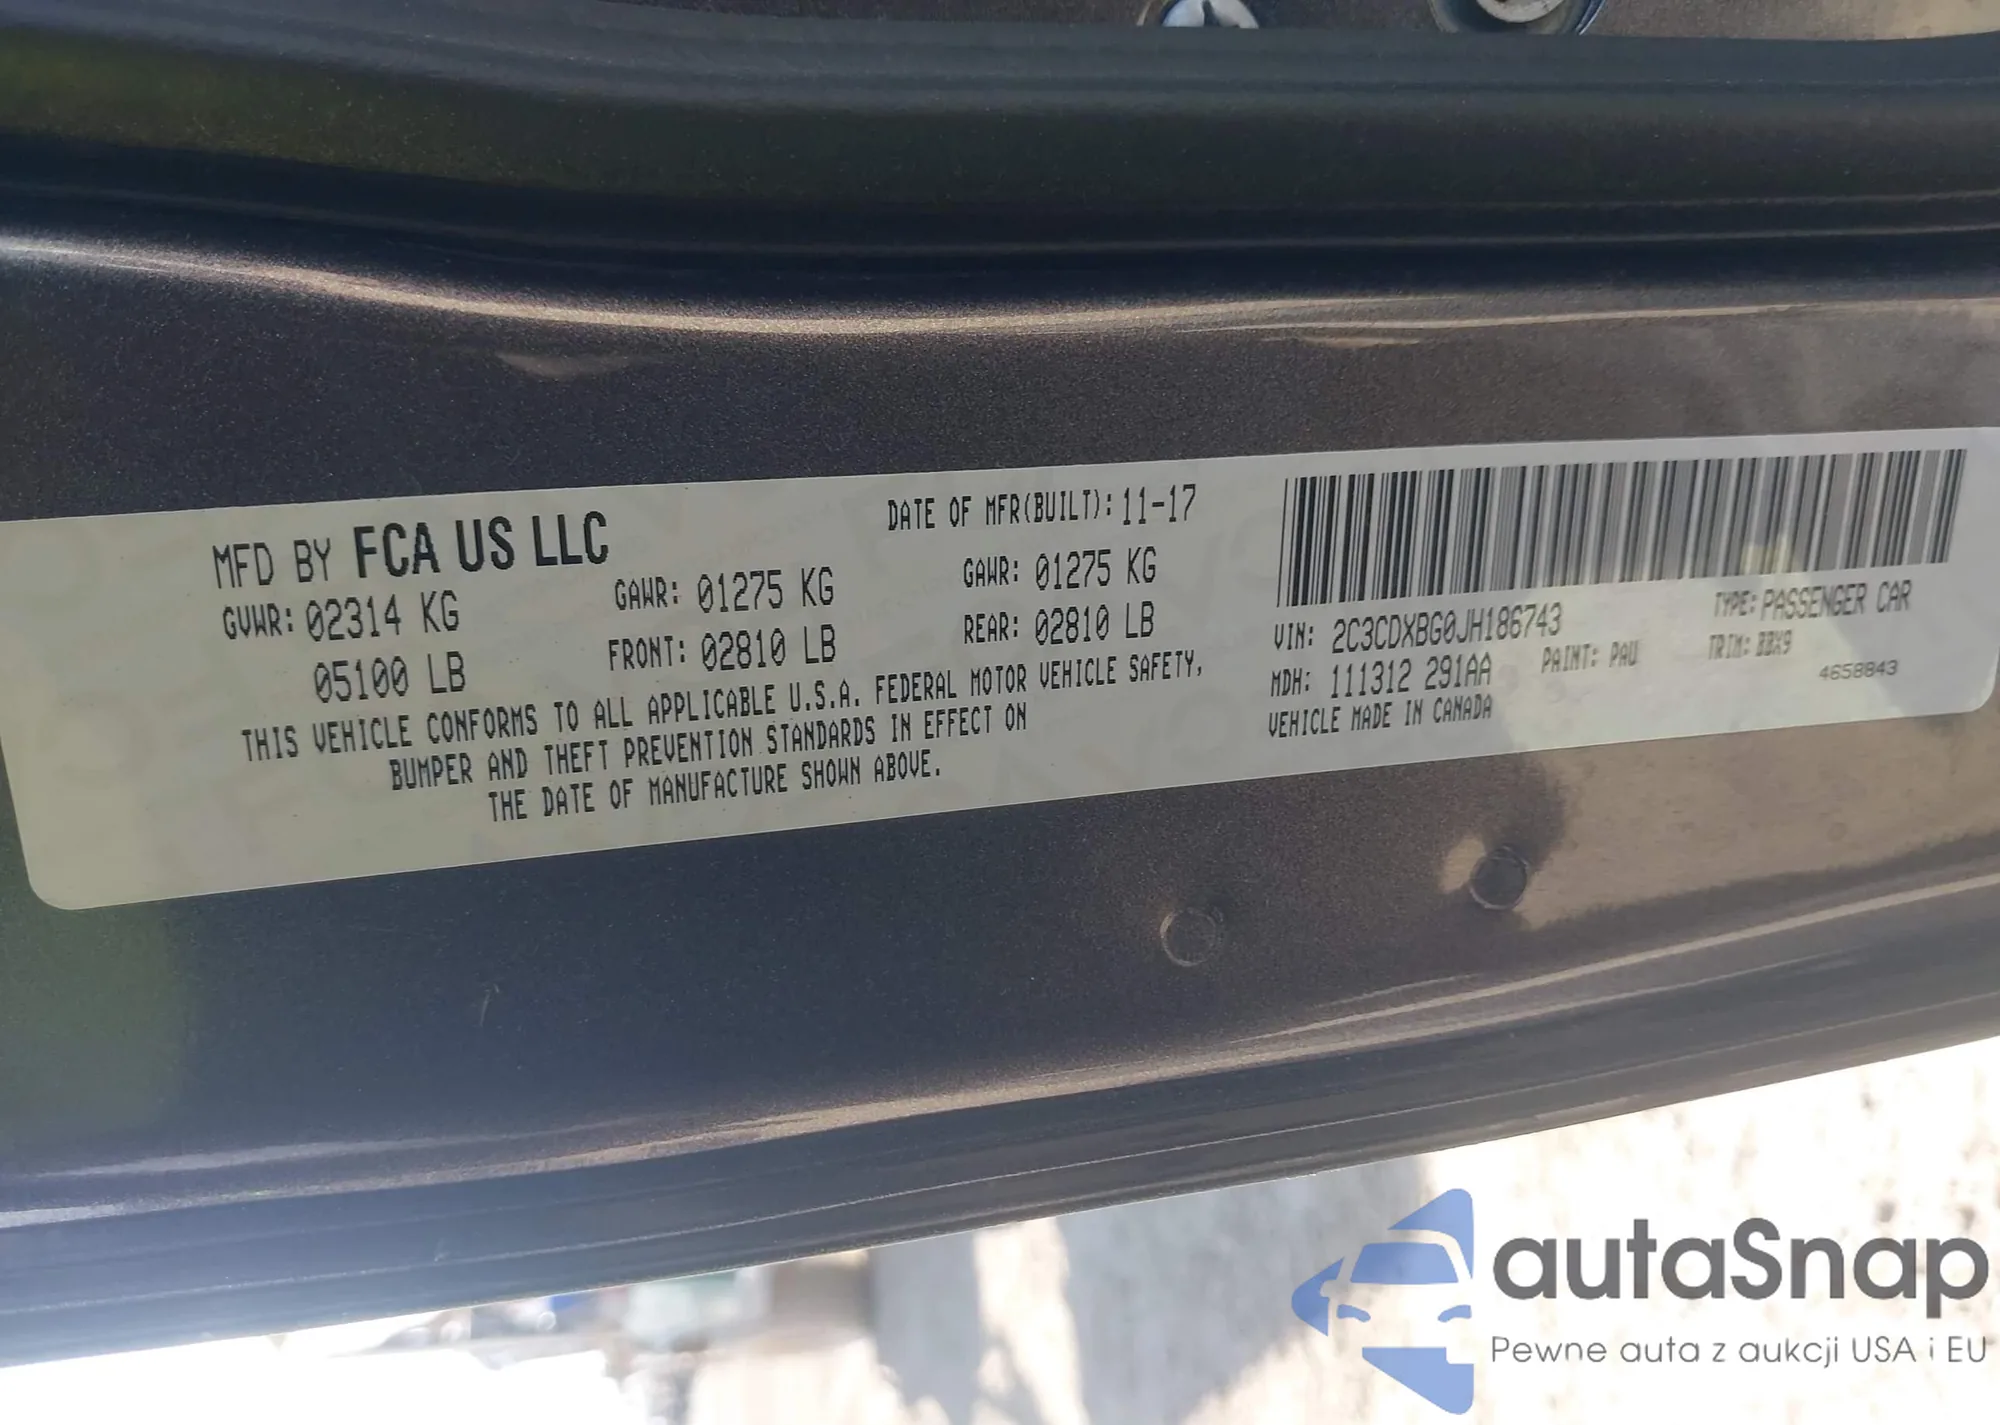 MFD BY FCA US LLC
DATE OF MFR(BUILT): 11-17
GVWR: 02314 KG
GAWR: 01275 KG
GAWR: 01275 KG
05100 LB
FRONT: 02810 LB
REAR: 02810 LB
THIS VEHICLE CONFORMS TO ALL APPLICABLE U.S.A. FEDERAL MOTOR VEHICLE SAFETY,
BUMPER AND THEFT PREVENTION STANDARDS IN EFFECT ON
THE DATE OF MANUFACTURE SHOWN ABOVE.
VIN: 2C3CDXBG0JH186743
TYPE: PASSENGER CAR
MDH: 111312 291AA
PAINT: PAU
TRIM: BBX9
4658843
VEHICLE MADE IN CANADA
autaSnap
Pewne auta z aukcji USA i EU